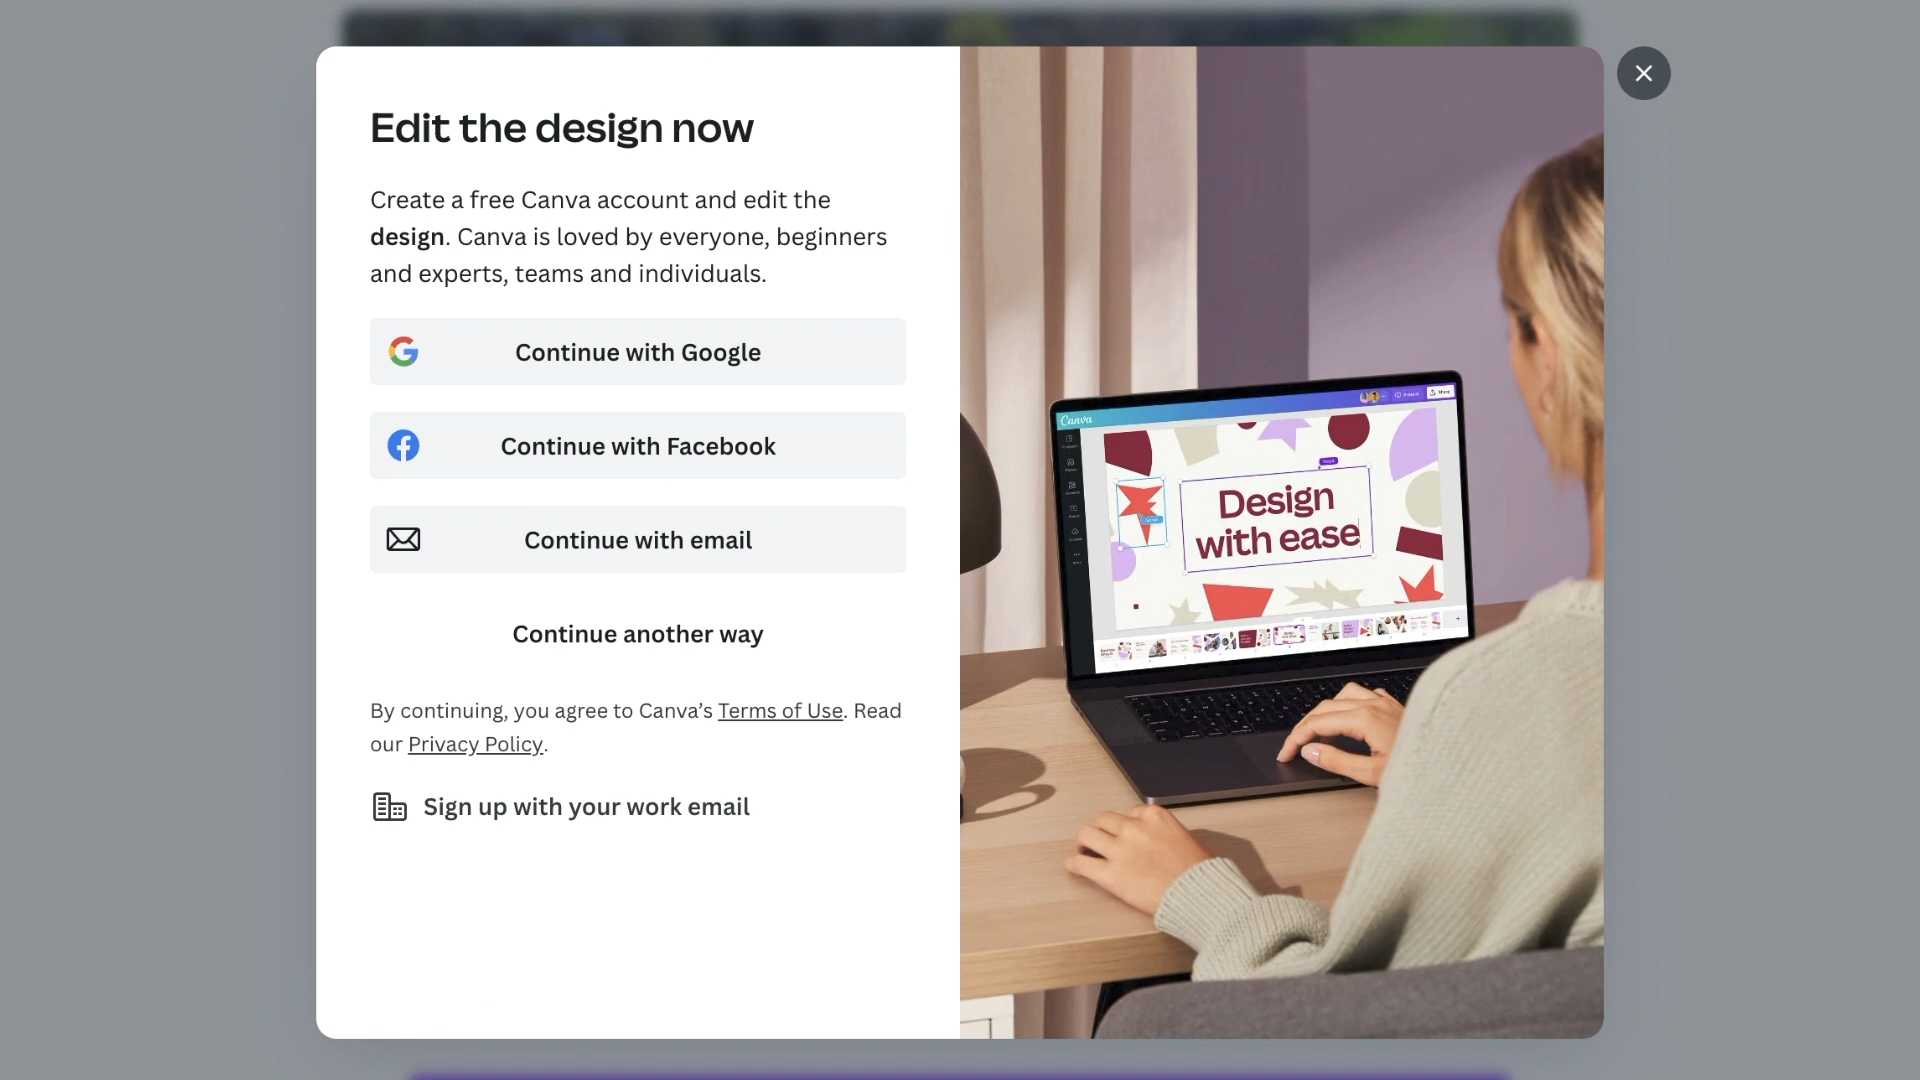 Edit the design now
Create a free Canva account and edit the
design. Canva is loved by everyone, beginners
and experts, teams and individuals.
Continue with Google
Continue with Facebook
Continue with email
Continue another way
By continuing, you agree to Canva’s Terms of Use. Read
our Privacy Policy.
Sign up with your work email
Canva
Share
Design
with ease